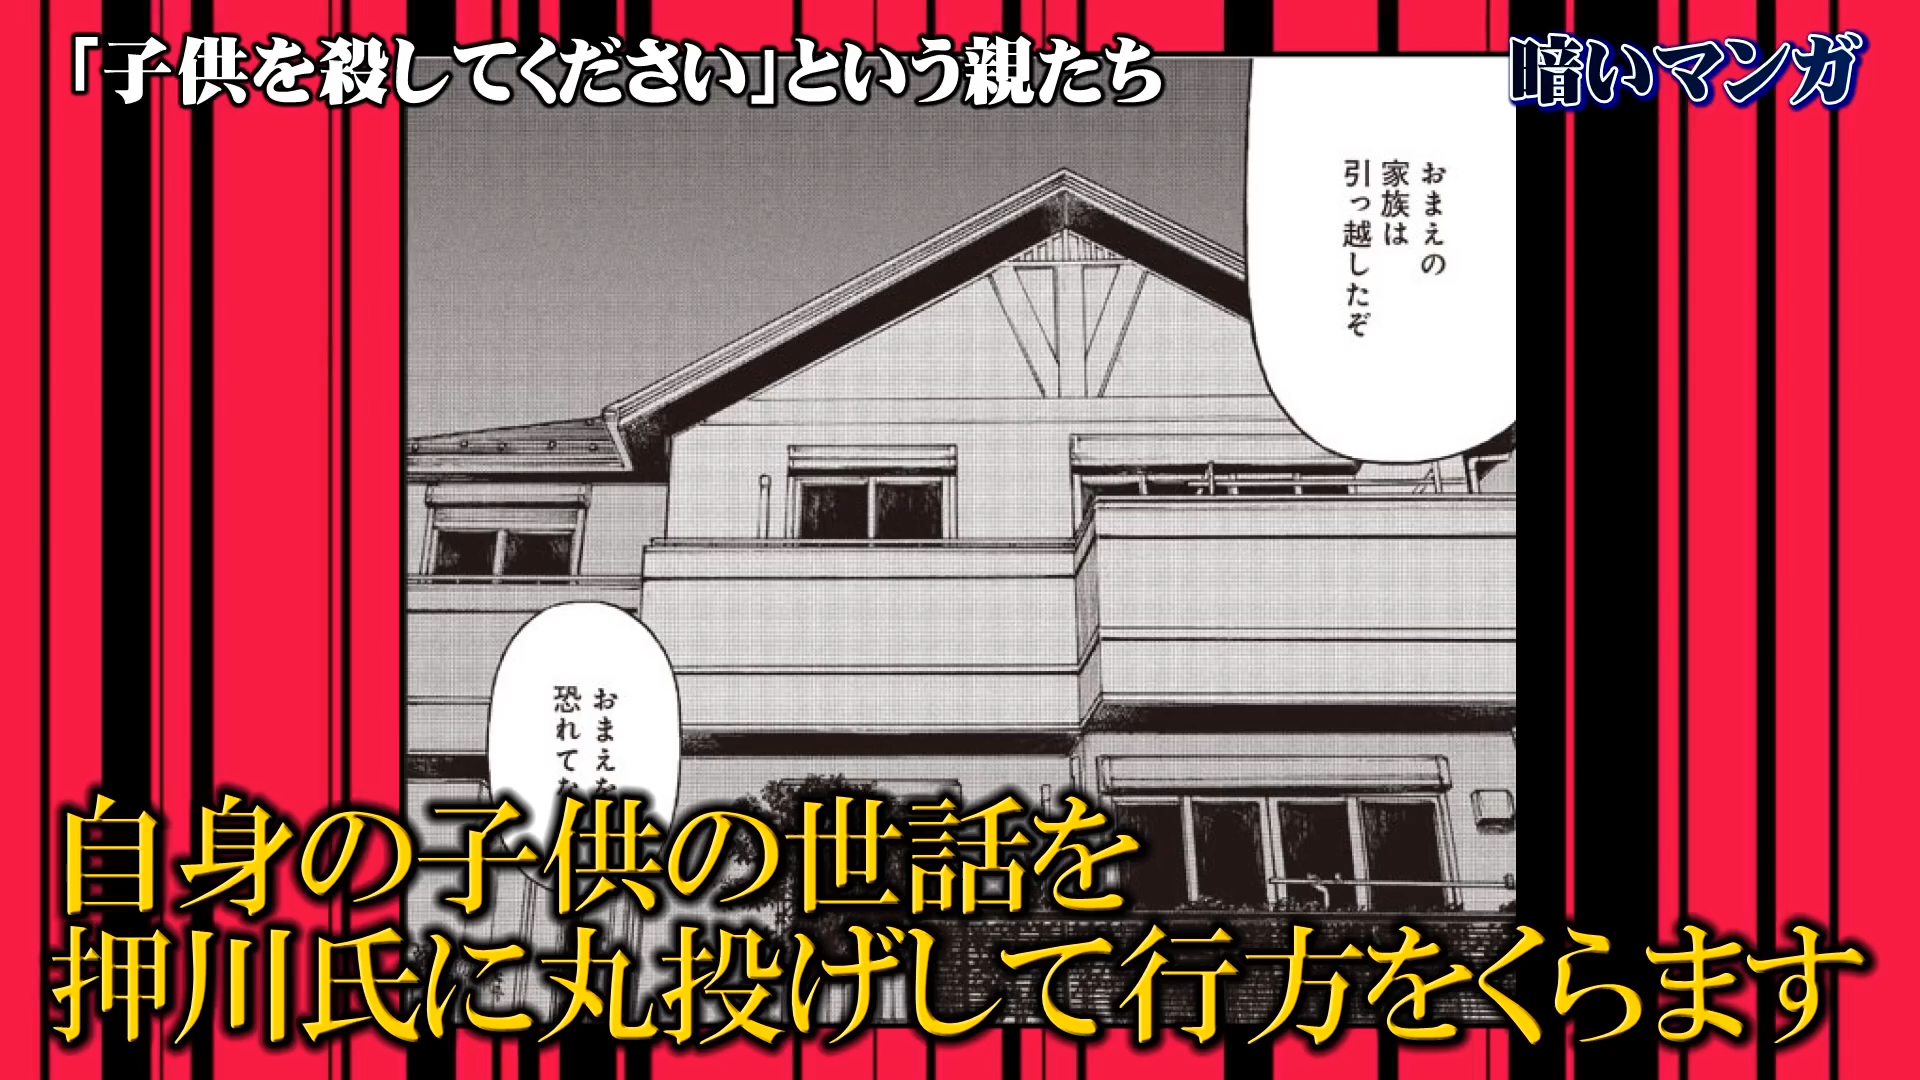 「子供を殺してください」という親たち
暗いマンガ
おまえの
家族は
引っ越したぞ
おまえを
恐れてな
自身の子供の世話を
押川氏に丸投げして行方をくらます